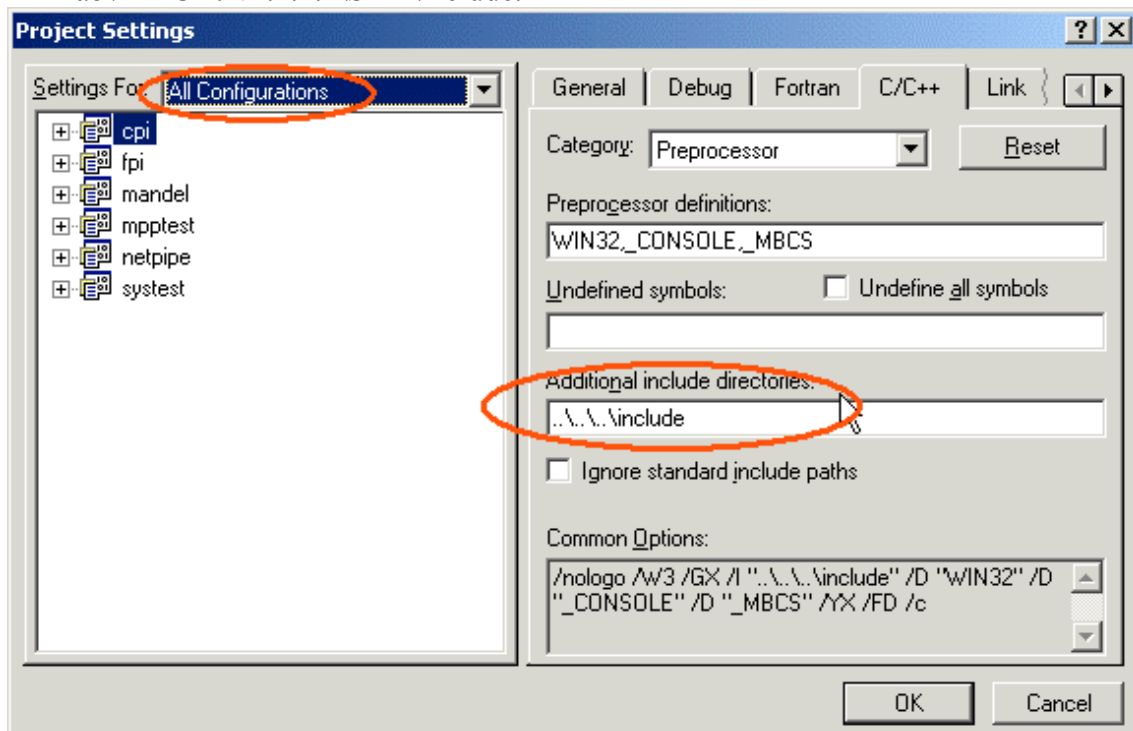 Project Settings
Settings For: All Configurations
cpi
fpi
mandel
mpptest
netpipe
systest
General Debug Fortran C/C++ Link
Category: Preprocessor Reset
Preprocessor definitions:
WIN32,_CONSOLE,_MBCS
Undefined symbols: Undefine all symbols
Additional include directories:
..\..\..\include
Ignore standard include paths
Common Options:
/nologo /W3 /GX /I "..\..\..\include" /D "WIN32" /D
"_CONSOLE" /D "_MBCS" /YX /FD /c
OK Cancel